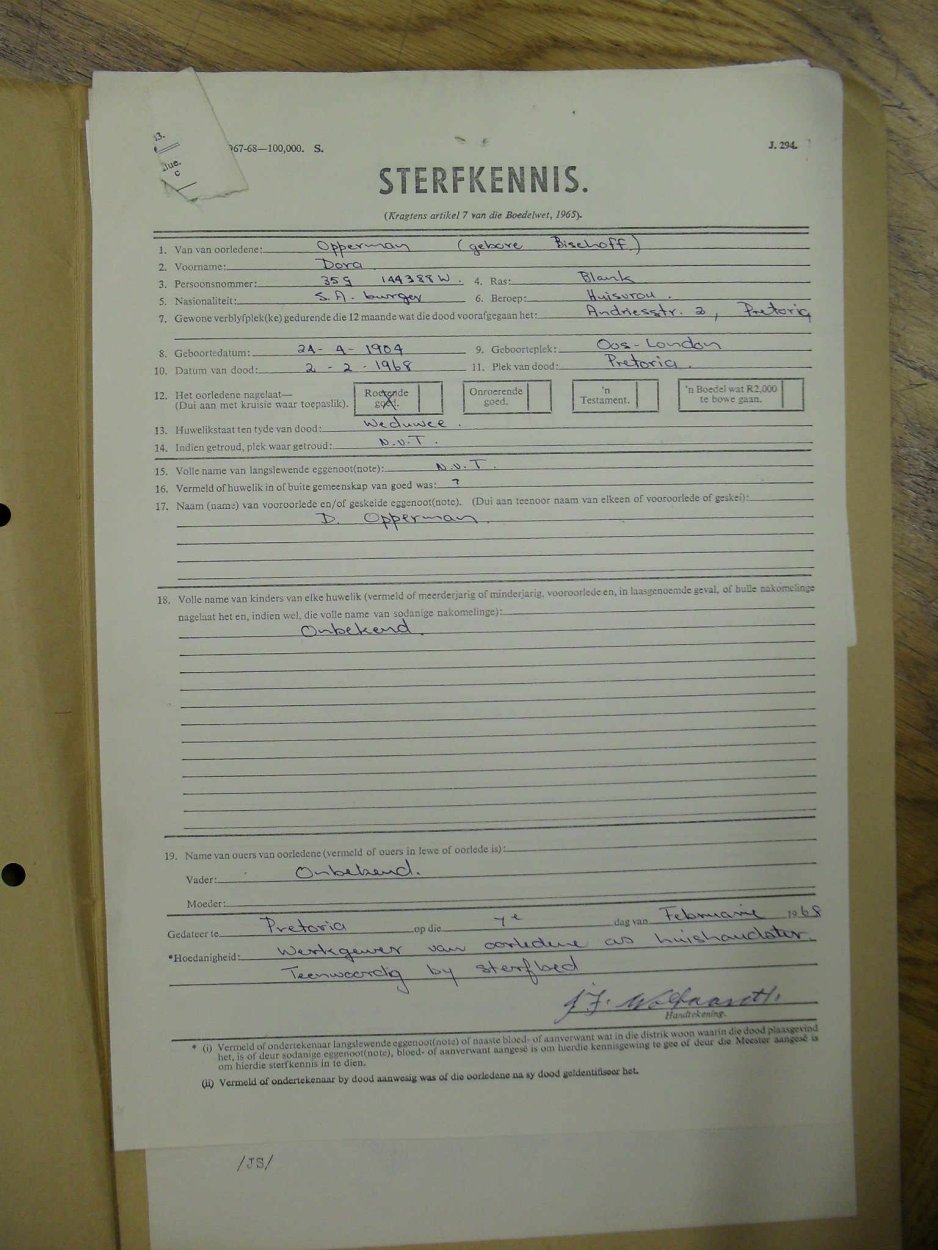 13.
ue.
c
967-68—100,000. S.
J. 294.
STERFKENNIS.
(Kragtens artikel 7 van die Boedelwet, 1965).
1. Van van oorledene: Opperman (gebore Bischoff)
2. Voorname: Dora
3. Persoonsnommer: 359 144388W. 4. Ras: Blank
5. Nasionaliteit: S.A. burger 6. Beroep: Huisvrou.
7. Gewone verblyfplek(ke) gedurende die 12 maande wat die dood voorafgegaan het: Andriesstr. 2, Pretoria
8. Geboortedatum: 24-4-1904 9. Geboorteplek: Oos-London
10. Datum van dood: 2-2-1968 11. Plek van dood: Pretoria.
12. Het oorledene nagelaat— Roerende Onroerende 'n 'n Boedel wat R2,000
(Dui aan met kruisie waar toepaslik). goed. goed. Testament. te bowe gaan.
13. Huwelikstaat ten tyde van dood: Weduwee.
14. Indien getroud, plek waar getroud: N.v.T.
15. Volle name van langslewende eggenoot(note): N.v.T.
16. Vermeld of huwelik in of buite gemeenskap van goed was: ?
17. Naam (name) van vooroorlede en/of geskeide eggenoot(note). (Dui aan teenoor naam van elkeen of vooroorlede of geskei):
D. Opperman.
18. Volle name van kinders van elke huwelik (vermeld of meerderjarig of minderjarig, vooroorlede en, in laasgenoemde geval, of hulle nakomelinge
nagelaat het en, indien wel, die volle name van sodanige nakomelinge):
Onbekend.
19. Name van ouers van oorledene (vermeld of ouers in lewe of oorlede is):
Vader: Onbekend.
Moeder:
Gedateer te Pretoria op die 7e dag van Februarie 1968
*Hoedanigheid: Werkgewer van oorledene as huishoudster.
Teenwoordig by sterfbed
J.J. Wolfaardt.
Handtekening.
* (i) Vermeld of ondertekenaar langslewende eggenoot(note) of naaste bloed- of aanverwant wat in die distrik woon waarin die dood plaasgevind
het, is of deur sodanige eggenoot(note), bloed- of aanverwant aangesê is om hierdie kennisgewing te gee of deur die Meester aangesê is
om hierdie sterfkennis in te dien.
(ii) Vermeld of ondertekenaar by dood aanwesig was of die oorledene na sy dood geïdentifiseer het.
/JS/